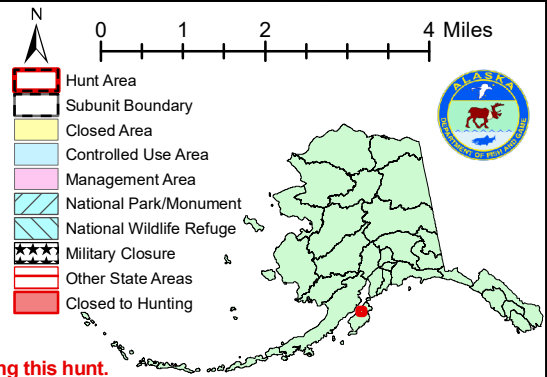 N
0 1 2 4 Miles
Hunt Area
Subunit Boundary
Closed Area
Controlled Use Area
Management Area
National Park/Monument
National Wildlife Refuge
Military Closure
Other State Areas
Closed to Hunting
ALASKA
DEPARTMENT OF FISH AND GAME
ng this hunt.